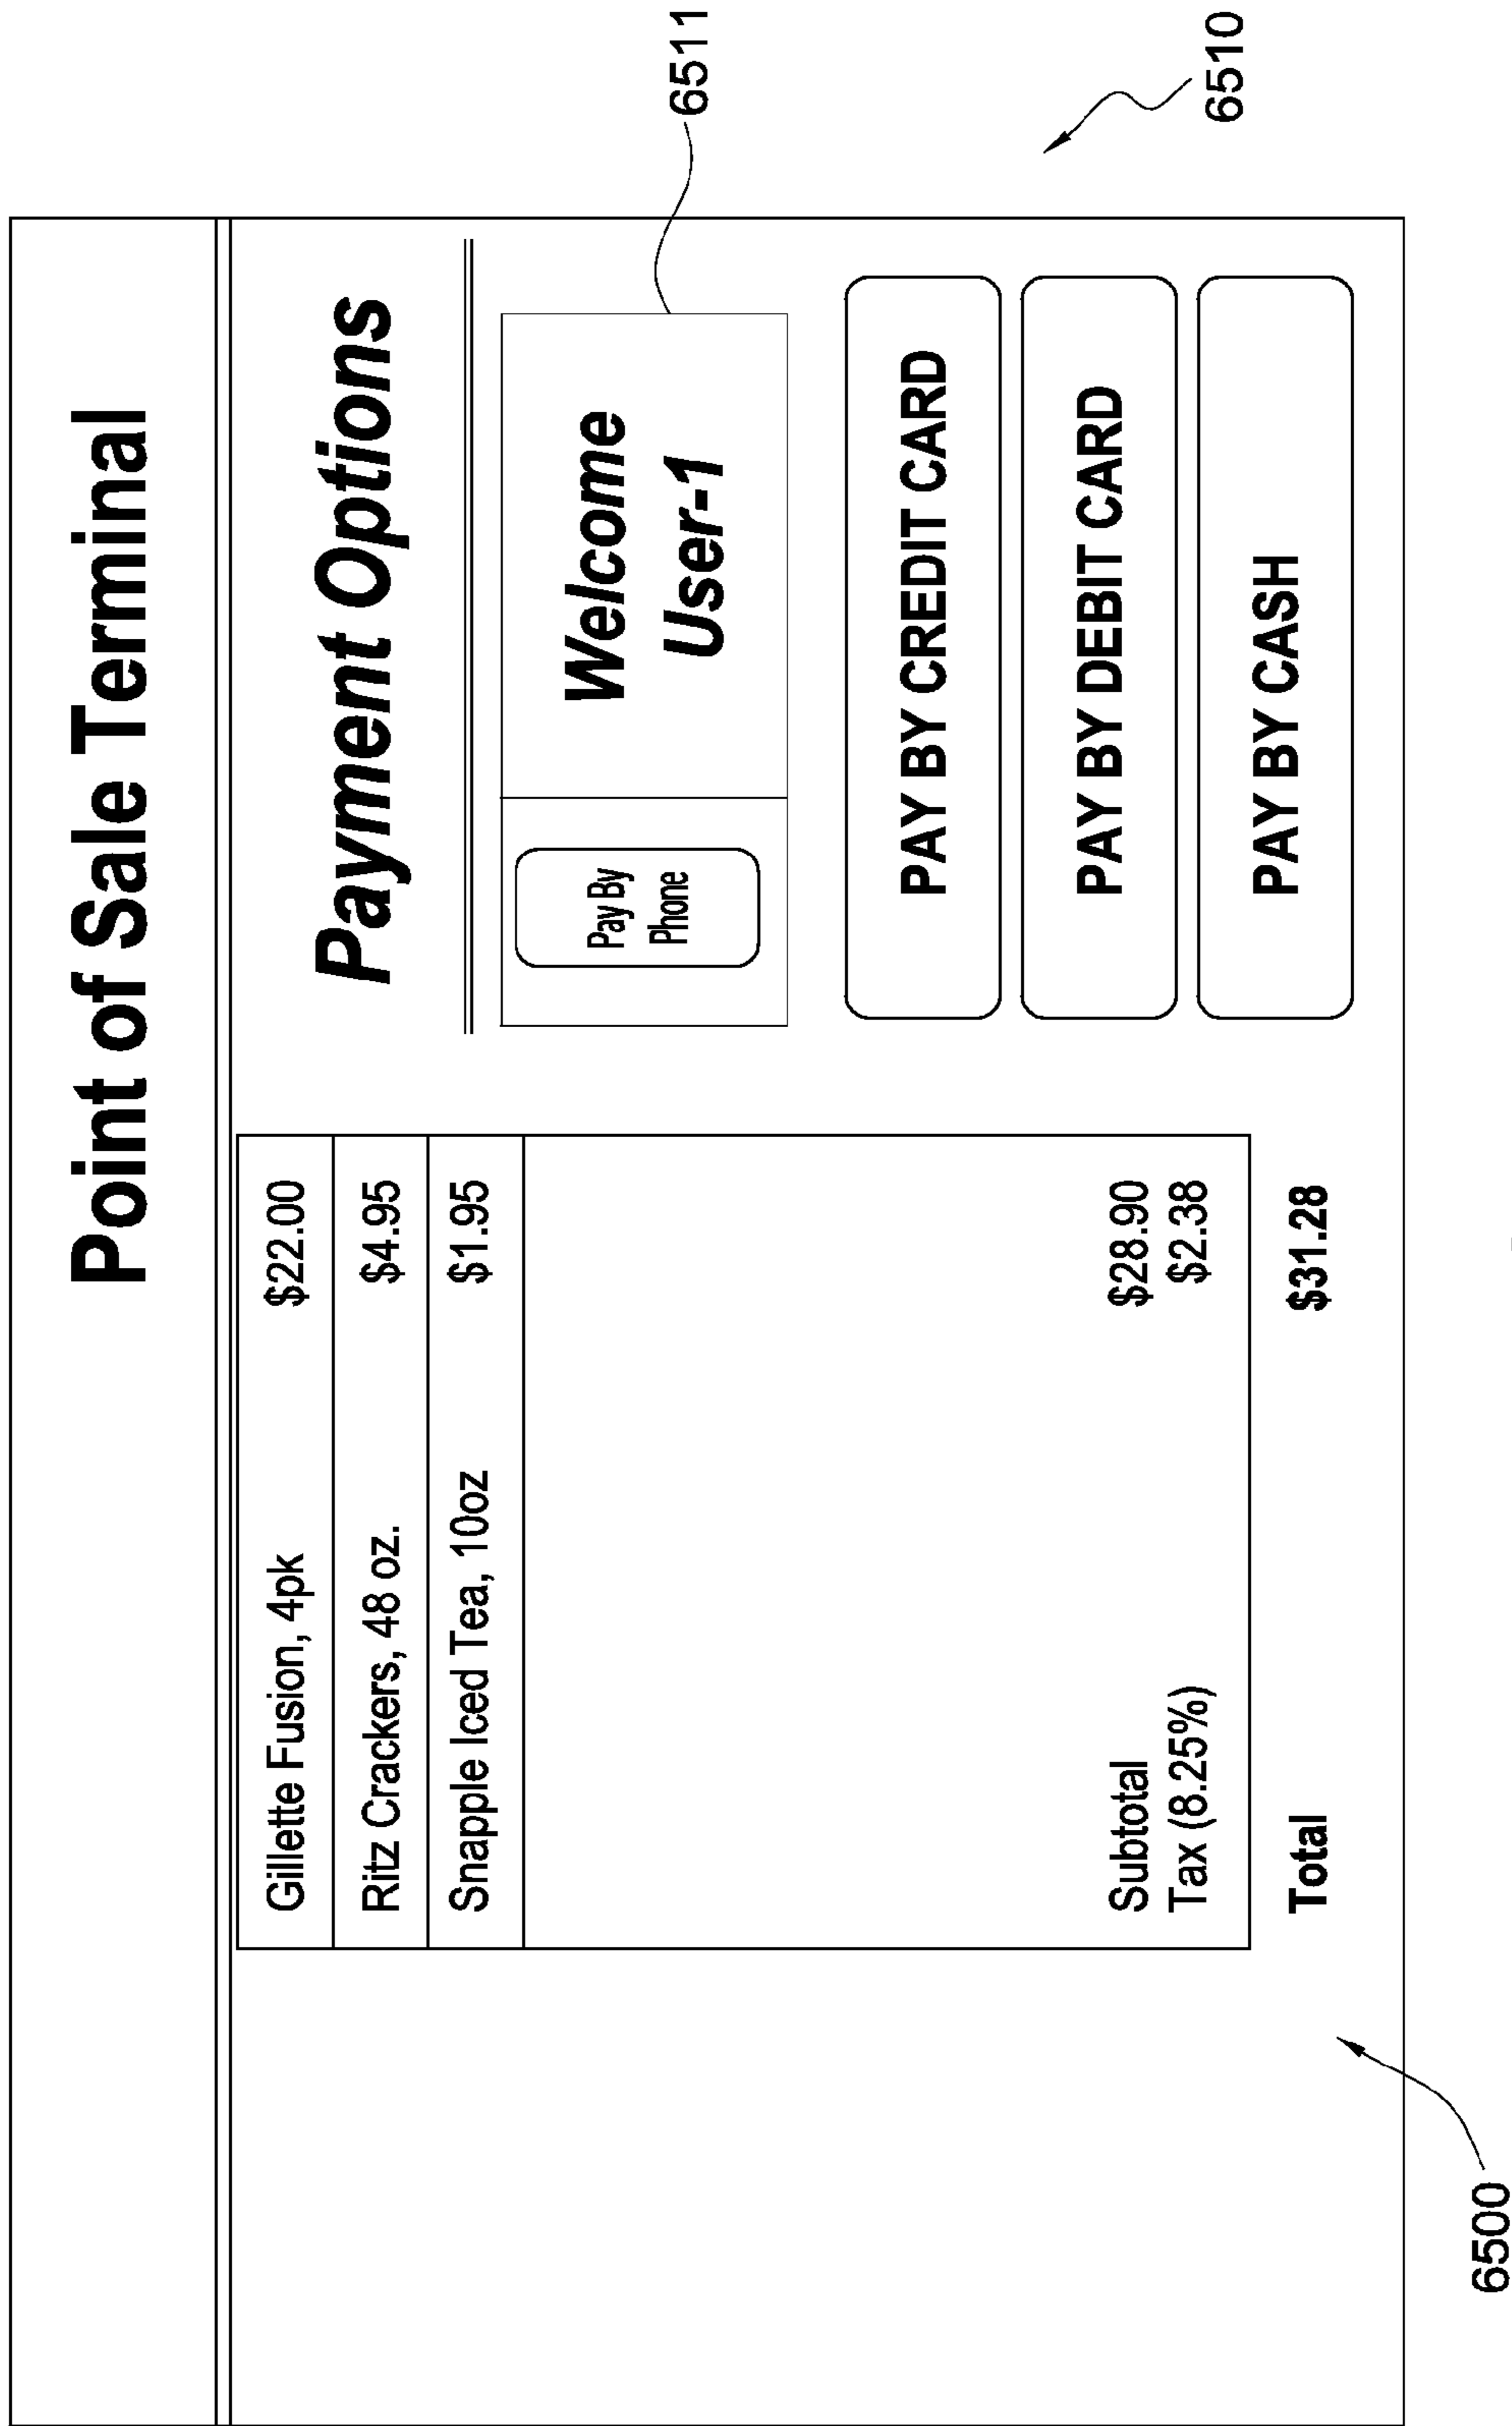 Point of Sale Terminal
Gillette Fusion, 4pk $22.00
Ritz Crackers, 48 oz. $4.95
Snapple Iced Tea, 10oz $1.95
Subtotal $28.90
Tax (8.25%) $2.38
Total $31.28
Payment Options
Pay By
Phone
Welcome
User-1
PAY BY CREDIT CARD
PAY BY DEBIT CARD
PAY BY CASH
6511
6510
6500